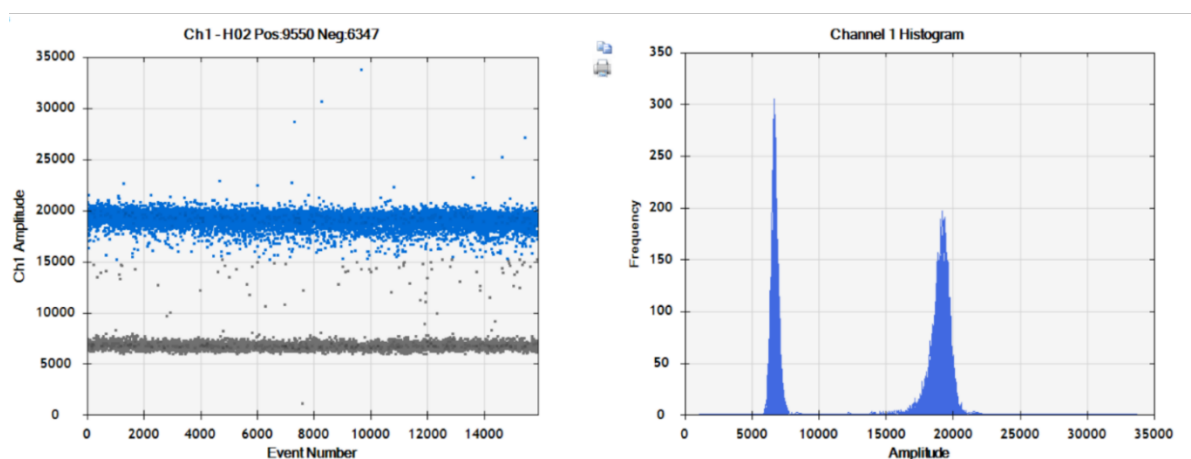 Ch1 - H02 Pos:9550 Neg:6347
35000
30000
25000
20000
15000
10000
5000
0
Ch1 Amplitude
0 2000 4000 6000 8000 10000 12000 14000
Event Number
Channel 1 Histogram
350
300
250
200
150
100
50
0
Frequency
0 5000 10000 15000 20000 25000 30000 35000
Amplitude